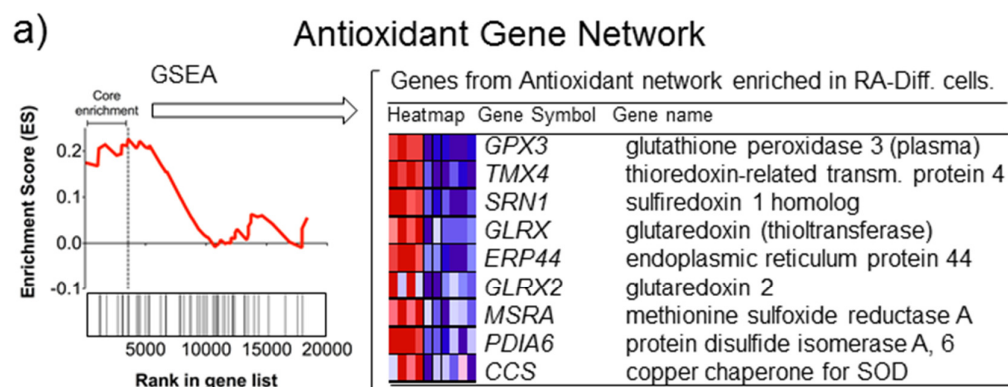 a)
Antioxidant Gene Network
GSEA
Core
enrichment
Enrichment Score (ES)
0.2
0.1
0.0
-0.1
5000 10000 15000 20000
Rank in gene list
Genes from Antioxidant network enriched in RA-Diff. cells.
Heatmap Gene Symbol Gene name
GPX3 glutathione peroxidase 3 (plasma)
TMX4 thioredoxin-related transm. protein 4
SRN1 sulfiredoxin 1 homolog
GLRX glutaredoxin (thioltransferase)
ERP44 endoplasmic reticulum protein 44
GLRX2 glutaredoxin 2
MSRA methionine sulfoxide reductase A
PDIA6 protein disulfide isomerase A, 6
CCS copper chaperone for SOD